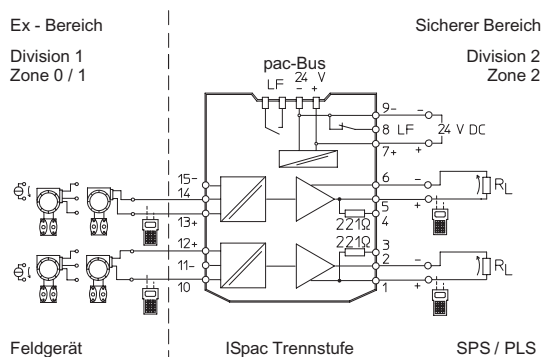 Ex - Bereich
Sicherer Bereich
Division 1
Zone 0 / 1
Division 2
Zone 2
pac-Bus
LF 24 V
- +
9-
8 LF
7+
-
+
24 V DC
15-
14
13+
12+
11-
10
6
5
4
3
2
1
221Ω
221Ω
-
+
RL
-
+
RL
Feldgerät
ISpac Trennstufe
SPS / PLS